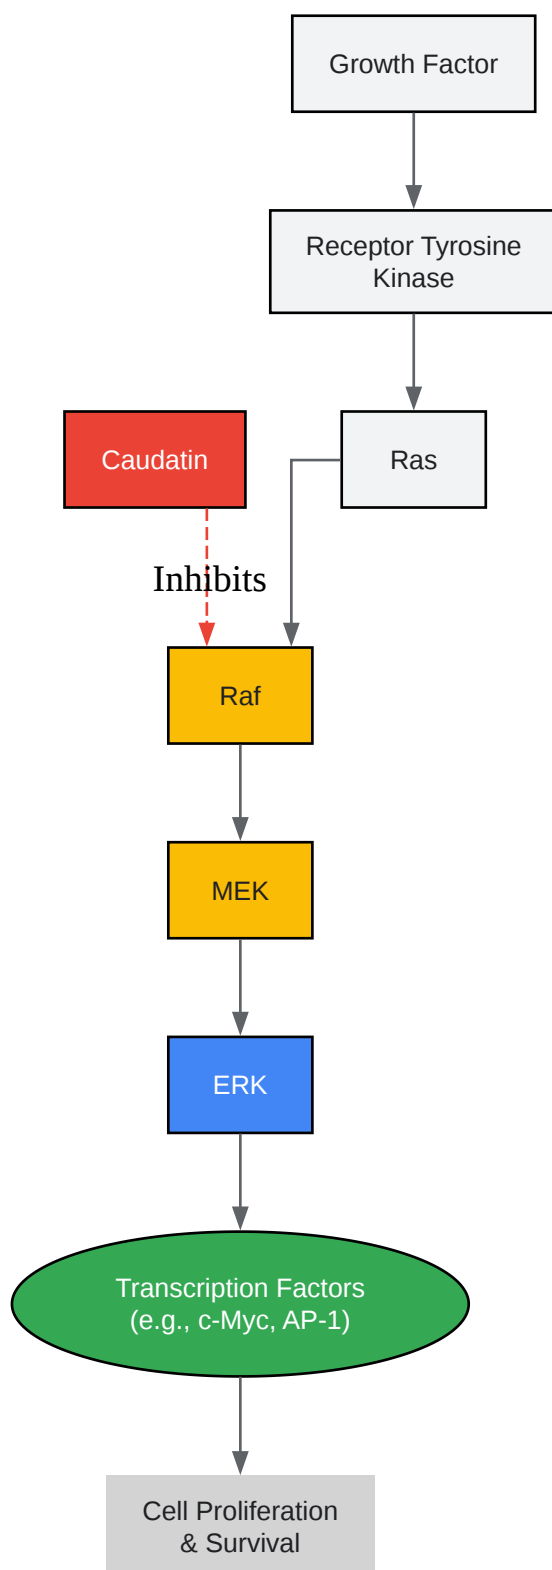 Growth Factor
Receptor Tyrosine
Kinase
Caudatin
Ras
Inhibits
Raf
MEK
ERK
Transcription Factors
(e.g., c-Myc, AP-1)
Cell Proliferation
& Survival